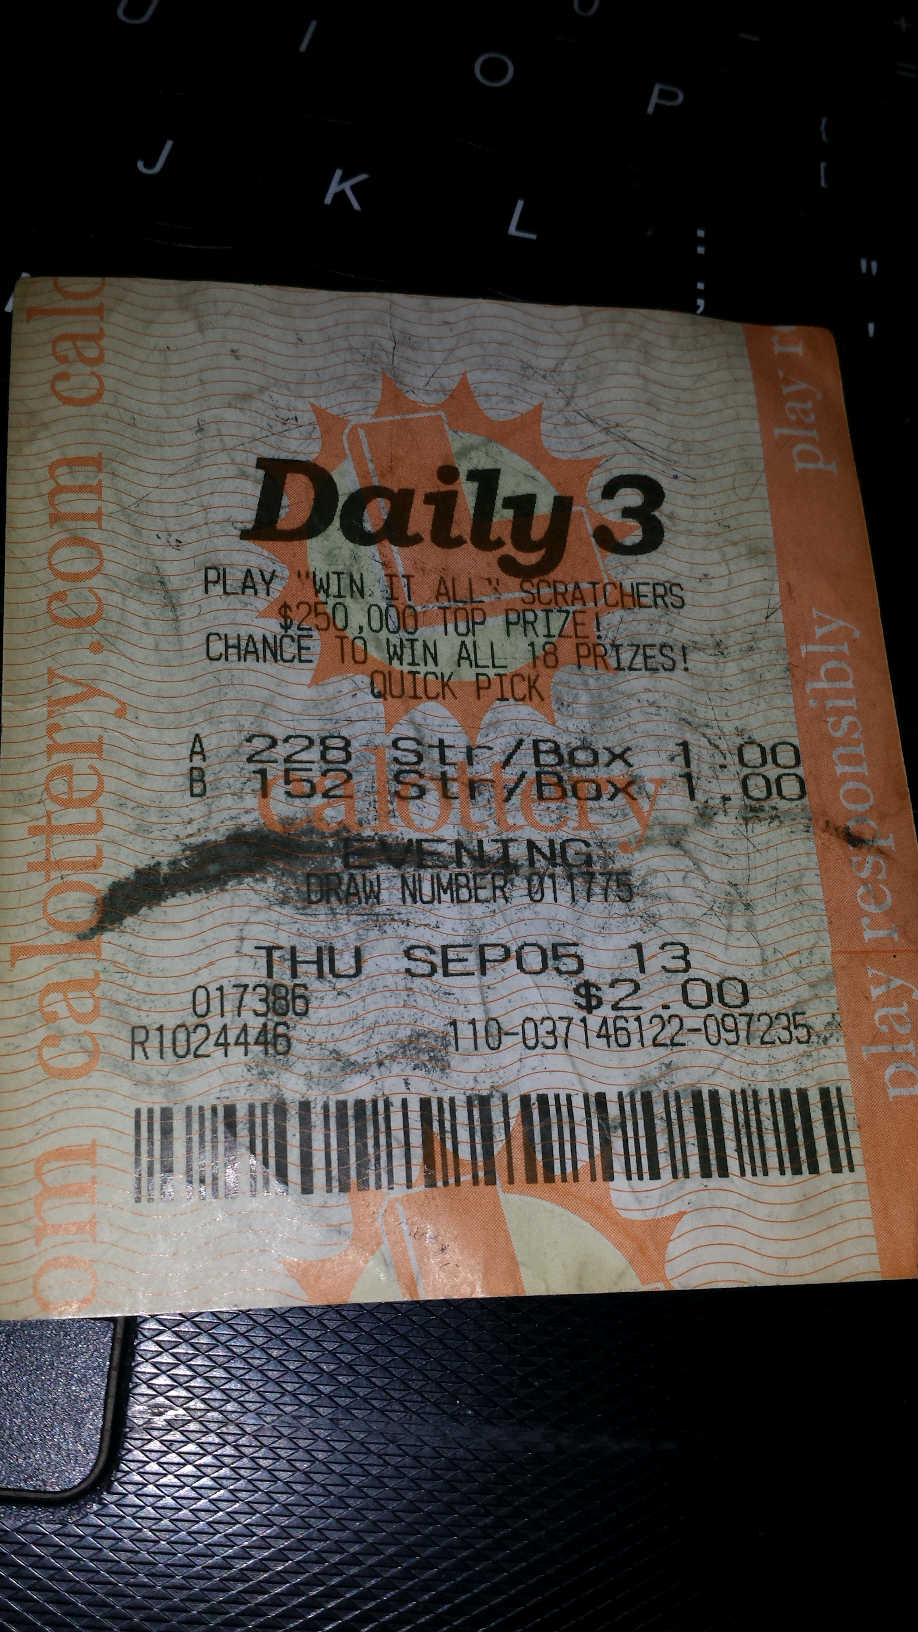 U I O P
J K L : ;
" '
{ [
calottery.com calo
play r
Daily 3
PLAY "WIN IT ALL" SCRATCHERS
$250,000 TOP PRIZE!
CHANCE TO WIN ALL 18 PRIZES!
QUICK PICK
A 228 Str/Box 1.00
B 152 Str/Box 1.00
calottery
EVENING
DRAW NUMBER 011775
THU SEP05 13
017386 $2.00
R1024446 110-037146122-097235
play responsibly
om